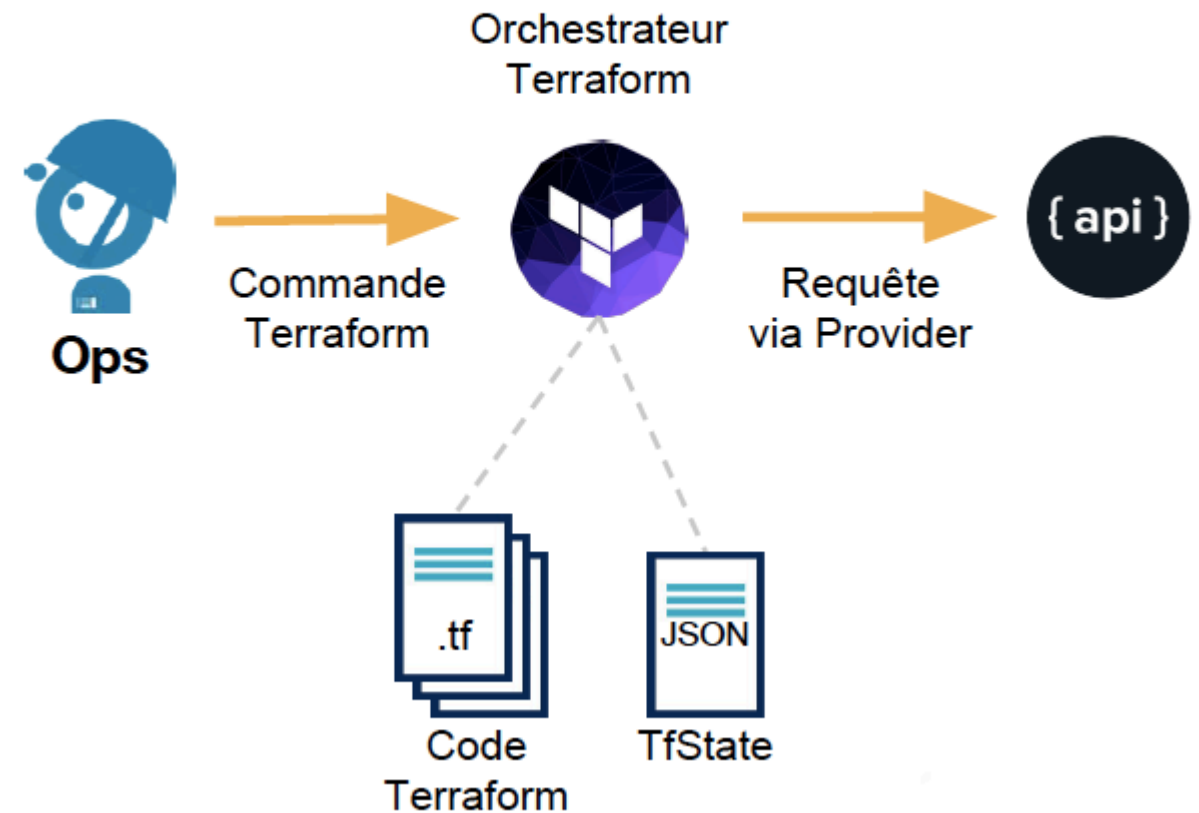 Orchestrateur
Terraform
{ api }
Commande
Terraform
Requête
via Provider
Ops
.tf
JSON
Code
Terraform
TfState